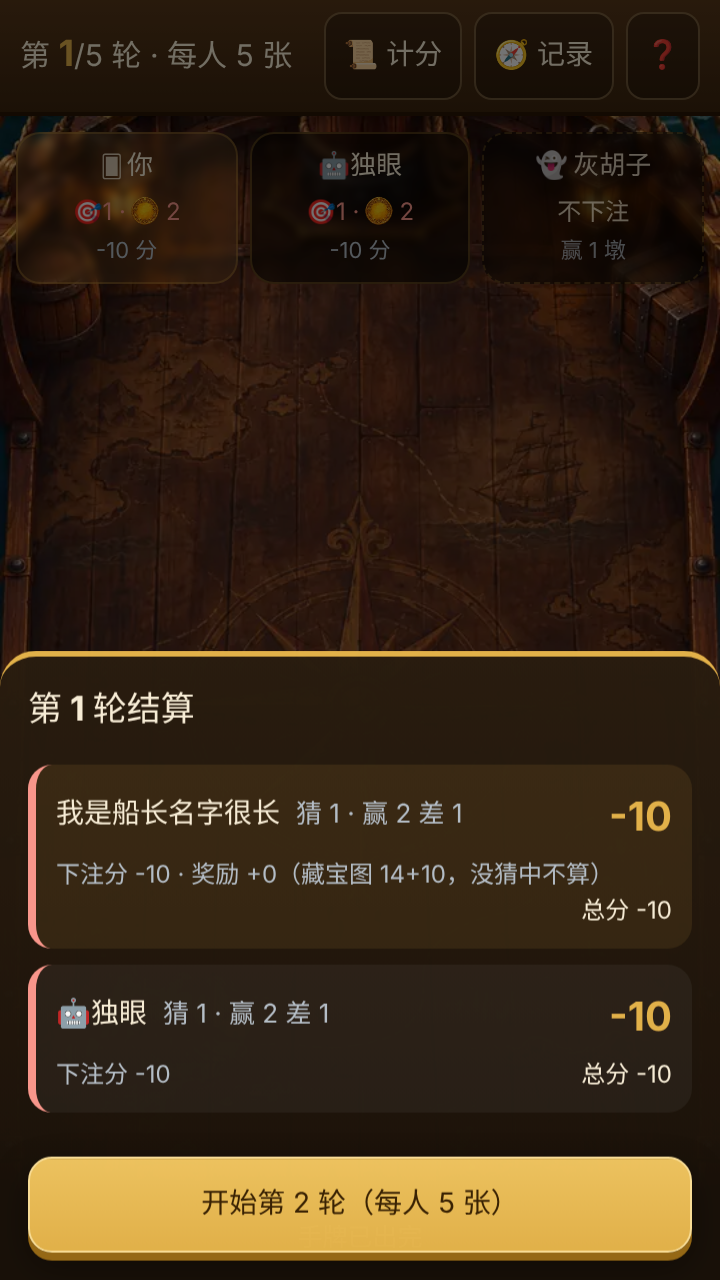 第 1/5 轮 · 每人 5 张
📜 计分
🧭 记录
❓
🂠 你
🎯1 · 🪙 2
-10 分
🤖独眼
🎯1 · 🪙 2
-10 分
👻 灰胡子
不下注
赢 1 墩
第 1 轮结算
我是船长名字很长 猜 1 · 赢 2 差 1
-10
下注分 -10 · 奖励 +0（藏宝图 14+10，没猜中不算）
总分 -10
🤖独眼 猜 1 · 赢 2 差 1
-10
下注分 -10
总分 -10
开始第 2 轮（每人 5 张）